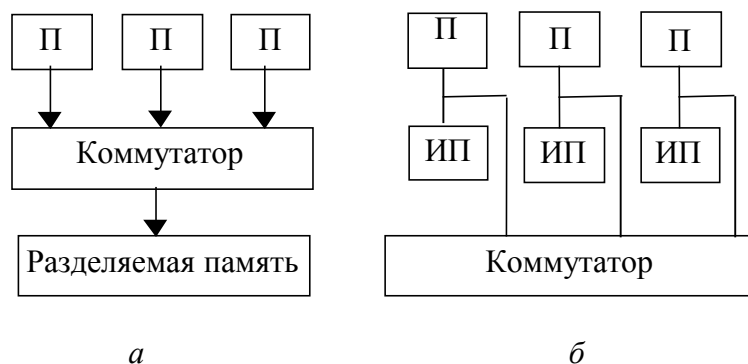 П П П
Коммутатор
Разделяемая память
а
П П П
ИП ИП ИП
Коммутатор
б